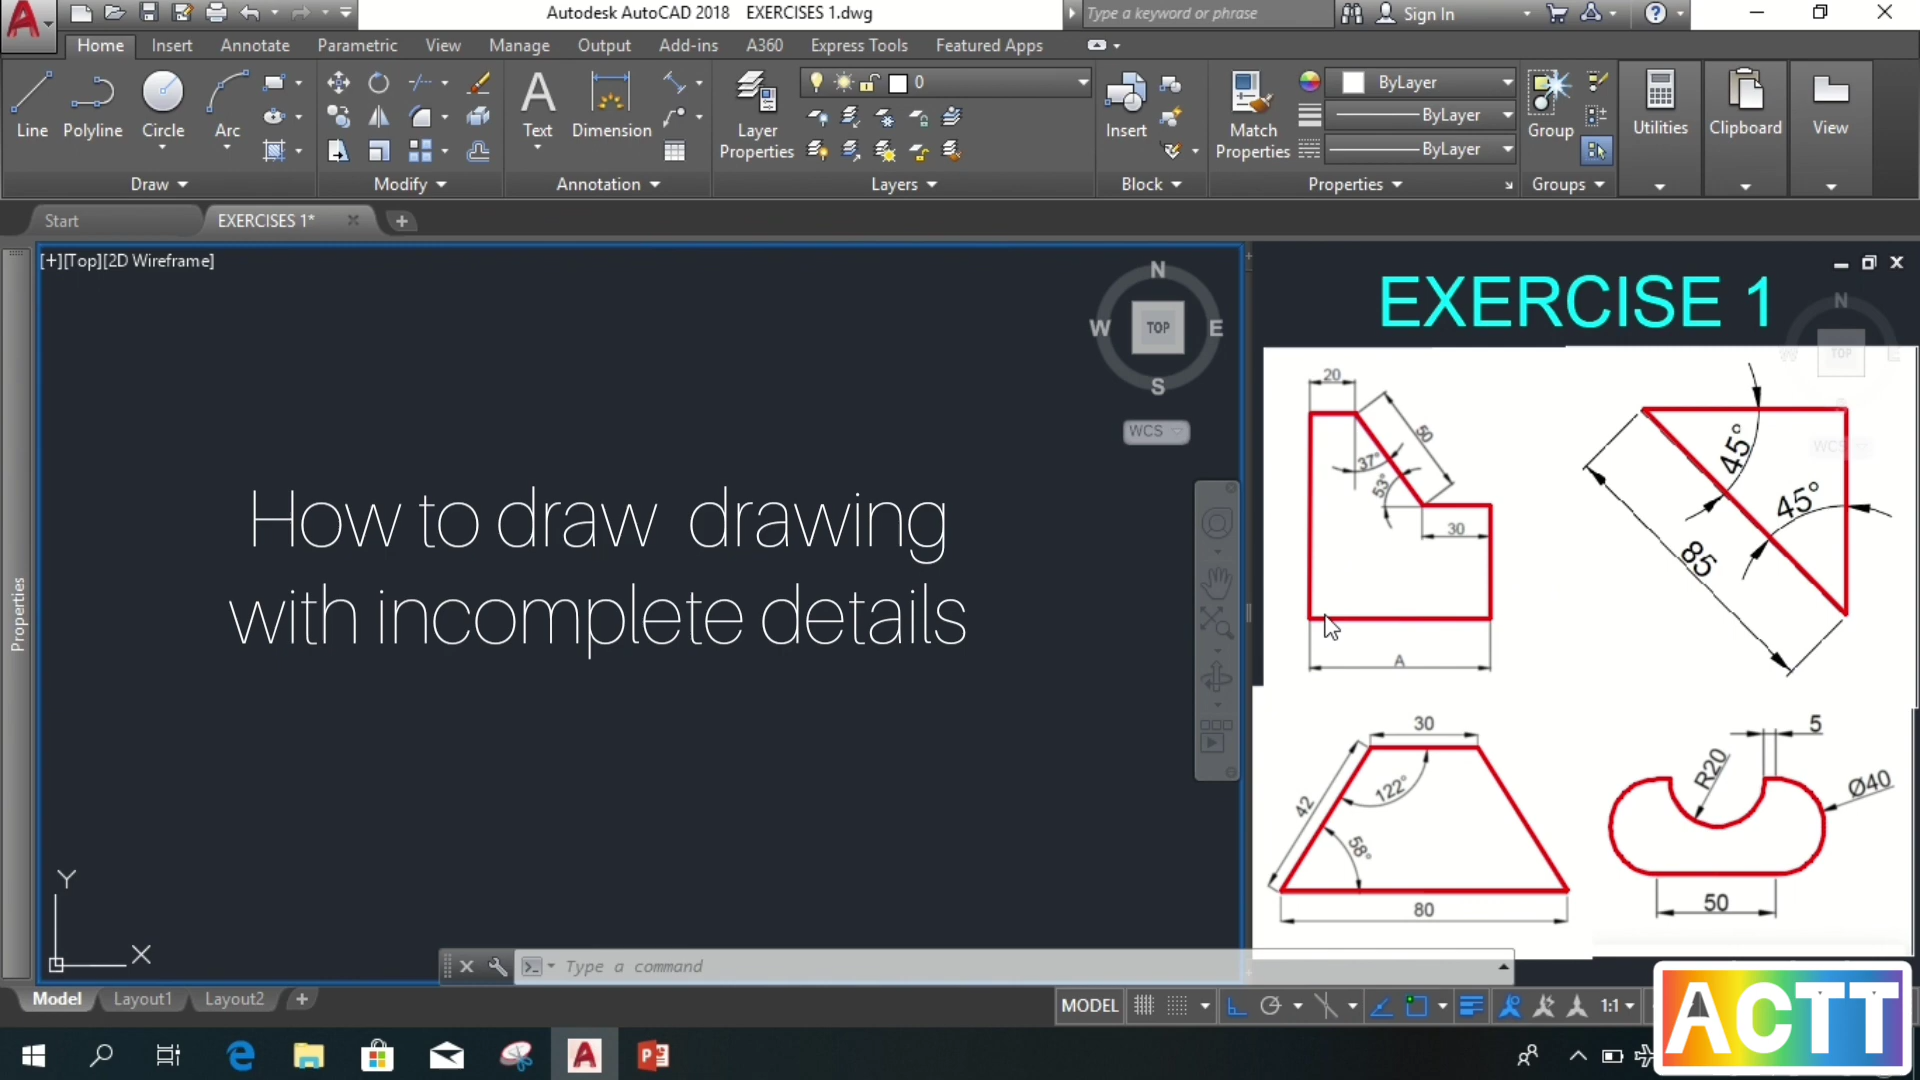 Autodesk AutoCAD 2018 EXERCISES 1.dwg
Type a keyword or phrase
Sign In
Home Insert Annotate Parametric View Manage Output Add-ins A360 Express Tools Featured Apps
Line Polyline Circle Arc
Text Dimension
Layer Properties
0
Insert
Match Properties
ByLayer
ByLayer
ByLayer
Group
Utilities
Clipboard
View
Draw Modify Annotation Layers Block Properties Groups
Start
EXERCISES 1*
[+][Top][2D Wireframe]
N
W TOP E
S
WCS
Properties
How to draw drawing
with incomplete details
Y
X
EXERCISE 1
N
W TOP E
S
WCS
20
50
37°
53°
30
A
45°
45°
85
30
42
122°
58°
80
5
R20
Ø40
50
Type a command
Model Layout1 Layout2
MODEL
1:1
ACTT